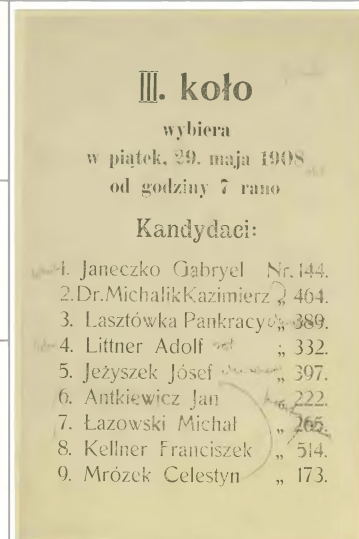 III. koło
wybiera
w piątek, 29. maja 1908
od godziny 7 rano
Kandydaci:
1. Janeczko Gabryel Nr. 144.
2. Dr. Michalik Kazimierz „ 464.
3. Lasztówka Pankracy „ 389.
4. Littner Adolf „ 332.
5. Jeżyszek Jósef „ 397.
6. Antkiewicz Jan „ 222.
7. Łazowski Michał „ 265.
8. Kellner Franciszek „ 514.
9. Mrózek Celestyn „ 173.